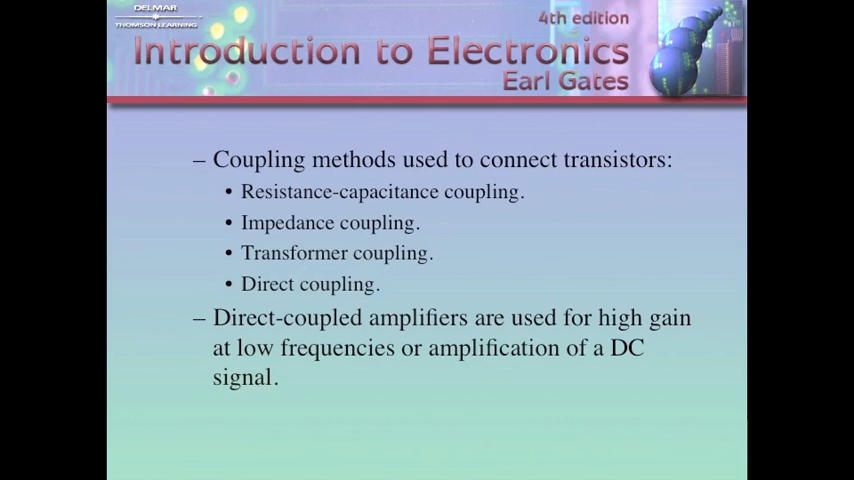 DELMAR
THOMSON LEARNING
4th edition
Introduction to Electronics
Earl Gates
– Coupling methods used to connect transistors:
• Resistance-capacitance coupling.
• Impedance coupling.
• Transformer coupling.
• Direct coupling.
– Direct-coupled amplifiers are used for high gain
at low frequencies or amplification of a DC
signal.